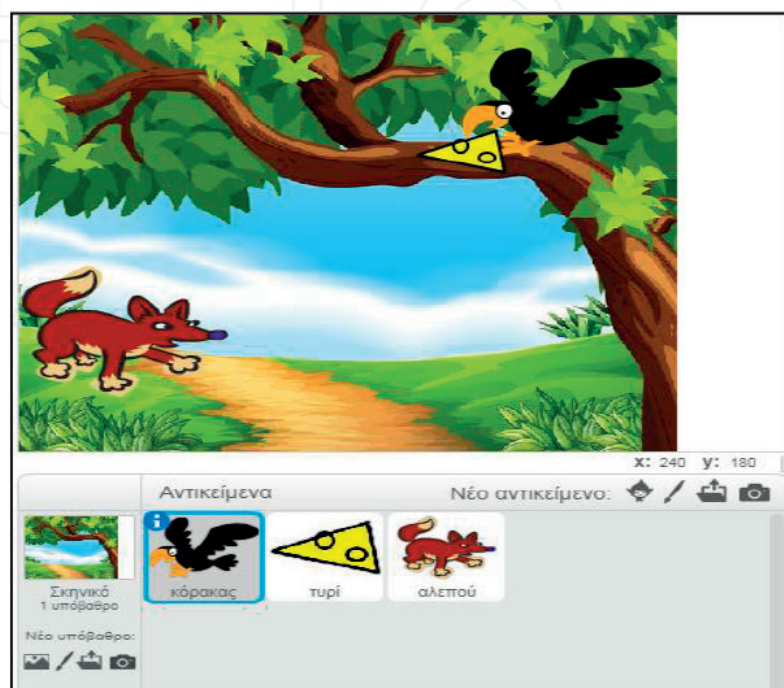 x: 240 y: 180
Αντικείμενα Νέο αντικείμενο:
Σκηνικό
1 υπόβαθρο
κόρακας τυρί αλεπού
Νέο υπόβαθρο: